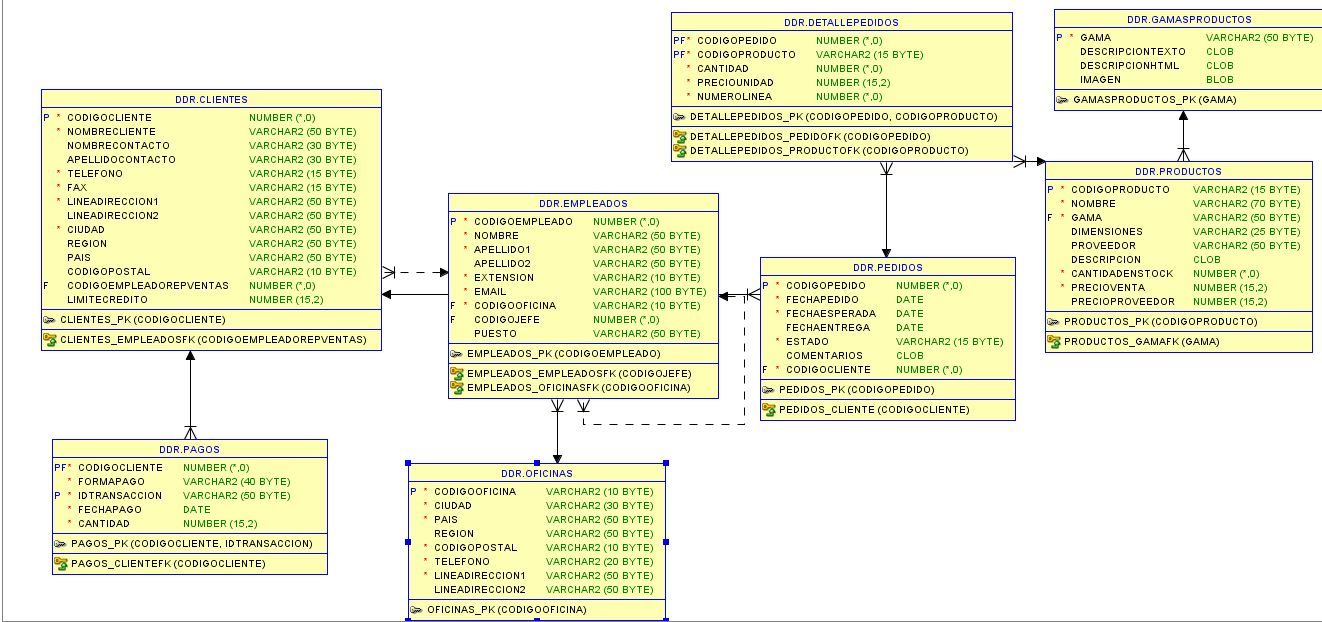 DDR.CLIENTES
P * CODIGOCLIENTE NUMBER (*,0)
* NOMBRECLIENTE VARCHAR2 (50 BYTE)
NOMBRECONTACTO VARCHAR2 (30 BYTE)
APELLIDOCONTACTO VARCHAR2 (30 BYTE)
* TELEFONO VARCHAR2 (15 BYTE)
* FAX VARCHAR2 (15 BYTE)
* LINEADIRECCION1 VARCHAR2 (50 BYTE)
LINEADIRECCION2 VARCHAR2 (50 BYTE)
* CIUDAD VARCHAR2 (50 BYTE)
REGION VARCHAR2 (50 BYTE)
PAIS VARCHAR2 (50 BYTE)
CODIGOPOSTAL VARCHAR2 (10 BYTE)
F CODIGOEMPLEADOREPVENTAS NUMBER (*,0)
LIMITECREDITO NUMBER (15,2)
CLIENTES_PK (CODIGOCLIENTE)
CLIENTES_EMPLEADOSFK (CODIGOEMPLEADOREPVENTAS)
DDR.PAGOS
PF* CODIGOCLIENTE NUMBER (*,0)
* FORMAPAGO VARCHAR2 (40 BYTE)
P * IDTRANSACCION VARCHAR2 (50 BYTE)
* FECHAPAGO DATE
* CANTIDAD NUMBER (15,2)
PAGOS_PK (CODIGOCLIENTE, IDTRANSACCION)
PAGOS_CLIENTEFK (CODIGOCLIENTE)
DDR.EMPLEADOS
P * CODIGOEMPLEADO NUMBER (*,0)
* NOMBRE VARCHAR2 (50 BYTE)
* APELLIDO1 VARCHAR2 (50 BYTE)
APELLIDO2 VARCHAR2 (50 BYTE)
* EXTENSION VARCHAR2 (10 BYTE)
* EMAIL VARCHAR2 (100 BYTE)
F * CODIGOOFICINA VARCHAR2 (10 BYTE)
F CODIGOJEFE NUMBER (*,0)
PUESTO VARCHAR2 (50 BYTE)
EMPLEADOS_PK (CODIGOEMPLEADO)
EMPLEADOS_EMPLEADOSFK (CODIGOJEFE)
EMPLEADOS_OFICINASFK (CODIGOOFICINA)
DDR.OFICINAS
P * CODIGOOFICINA VARCHAR2 (10 BYTE)
* CIUDAD VARCHAR2 (30 BYTE)
* PAIS VARCHAR2 (50 BYTE)
REGION VARCHAR2 (50 BYTE)
* CODIGOPOSTAL VARCHAR2 (10 BYTE)
* TELEFONO VARCHAR2 (20 BYTE)
* LINEADIRECCION1 VARCHAR2 (50 BYTE)
LINEADIRECCION2 VARCHAR2 (50 BYTE)
OFICINAS_PK (CODIGOOFICINA)
DDR.DETALLEPEDIDOS
PF* CODIGOPEDIDO NUMBER (*,0)
PF* CODIGOPRODUCTO VARCHAR2 (15 BYTE)
* CANTIDAD NUMBER (*,0)
* PRECIOUNIDAD NUMBER (15,2)
* NUMEROLINEA NUMBER (*,0)
DETALLEPEDIDOS_PK (CODIGOPEDIDO, CODIGOPRODUCTO)
DETALLEPEDIDOS_PEDIDOFK (CODIGOPEDIDO)
DETALLEPEDIDOS_PRODUCTOFK (CODIGOPRODUCTO)
DDR.PEDIDOS
P * CODIGOPEDIDO NUMBER (*,0)
* FECHAPEDIDO DATE
* FECHAESPERADA DATE
FECHAENTREGA DATE
* ESTADO VARCHAR2 (15 BYTE)
COMENTARIOS CLOB
F * CODIGOCLIENTE NUMBER (*,0)
PEDIDOS_PK (CODIGOPEDIDO)
PEDIDOS_CLIENTE (CODIGOCLIENTE)
DDR.GAMASPRODUCTOS
P * GAMA VARCHAR2 (50 BYTE)
DESCRIPCIONTEXTO CLOB
DESCRIPCIONHTML CLOB
IMAGEN BLOB
GAMASPRODUCTOS_PK (GAMA)
DDR.PRODUCTOS
P * CODIGOPRODUCTO VARCHAR2 (15 BYTE)
* NOMBRE VARCHAR2 (70 BYTE)
F * GAMA VARCHAR2 (50 BYTE)
DIMENSIONES VARCHAR2 (25 BYTE)
PROVEEDOR VARCHAR2 (50 BYTE)
DESCRIPCION CLOB
* CANTIDADENSTOCK NUMBER (*,0)
* PRECIOVENTA NUMBER (15,2)
PRECIOPROVEEDOR NUMBER (15,2)
PRODUCTOS_PK (CODIGOPRODUCTO)
PRODUCTOS_GAMAFK (GAMA)